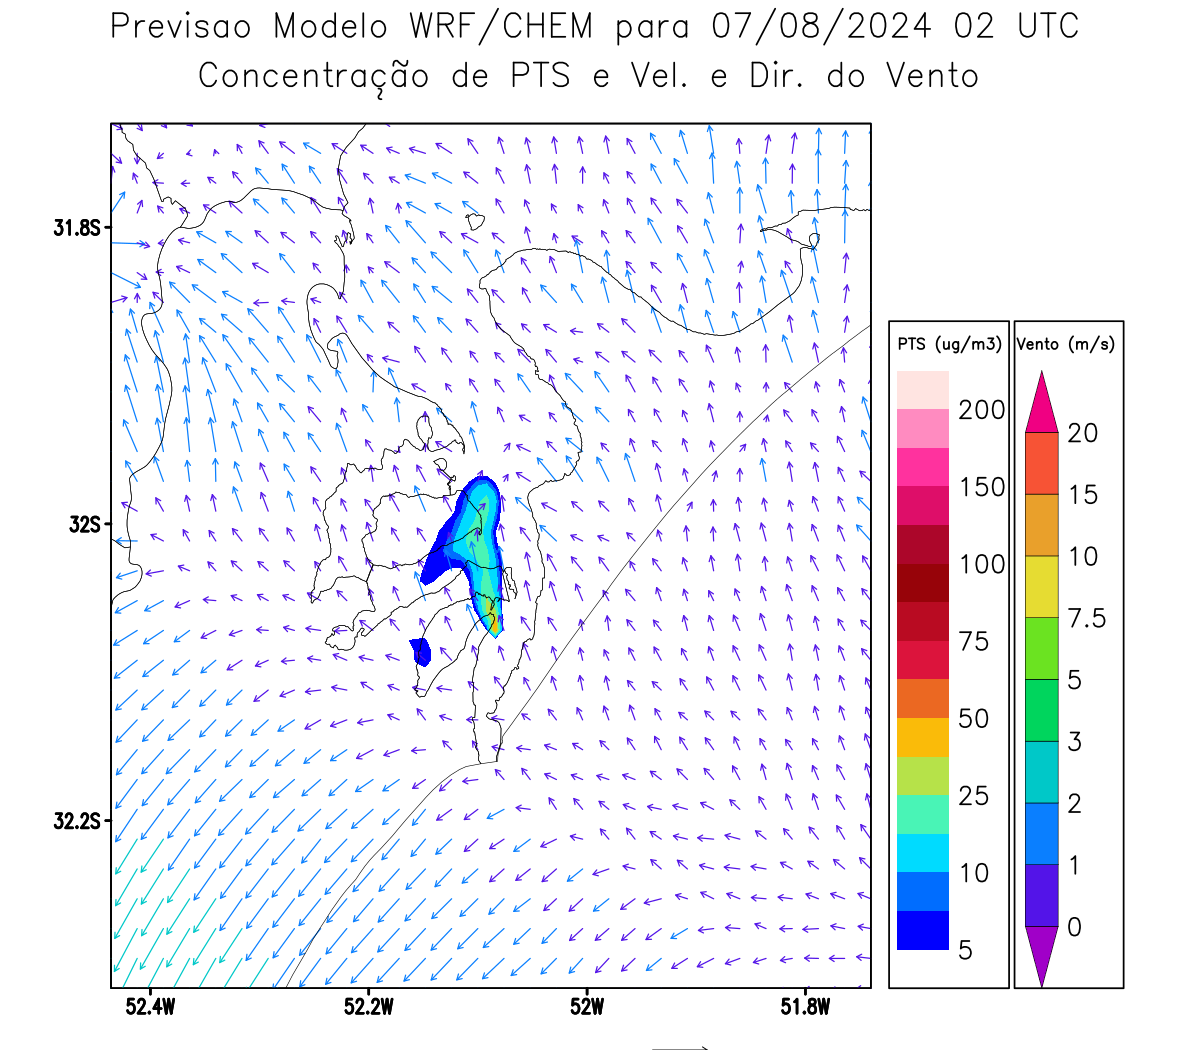 Previsao Modelo WRF/CHEM para 07/08/2024 02 UTC
Concentração de PTS e Vel. e Dir. do Vento
31.8S
32S
32.2S
52.4W
52.2W
52W
51.8W
PTS (ug/m3)
200
150
100
75
50
25
10
5
Vento (m/s)
20
15
10
7.5
5
3
2
1
0